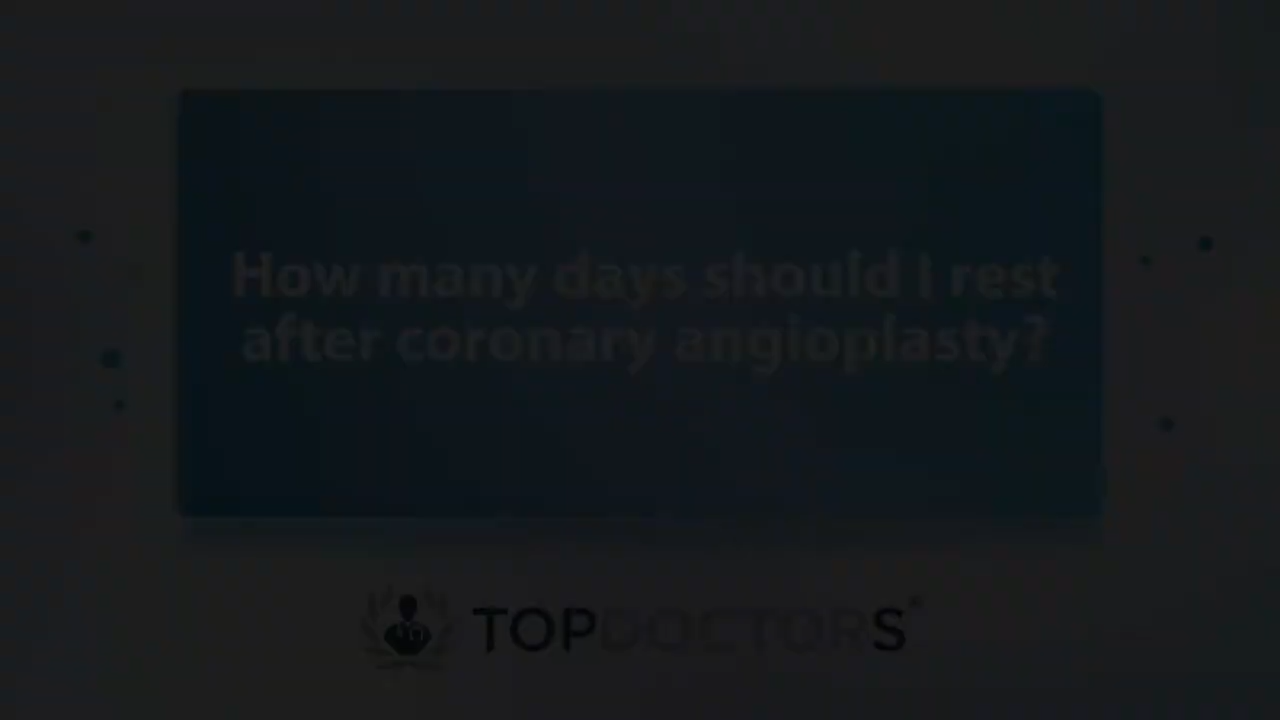 How many days should I rest
after coronary angioplasty?
TOPDOCTORS